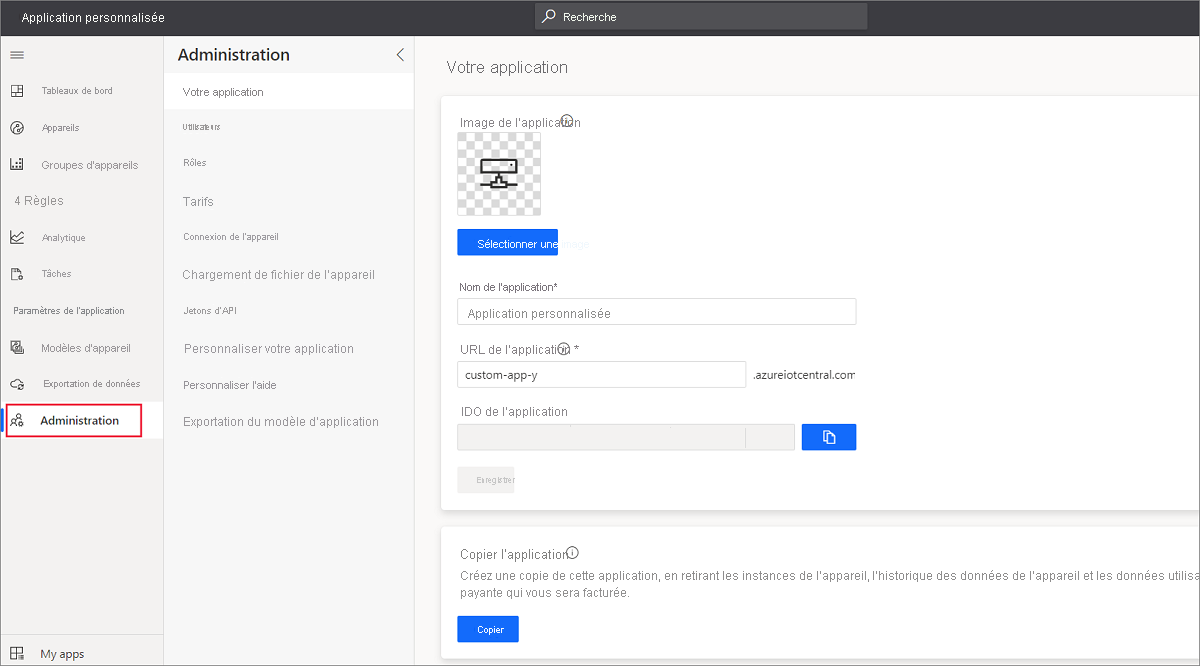 Application personnalisée
Recherche
Tableaux de bord
Appareils
Groupes d'appareils
4 Règles
Analytique
Tâches
Paramètres de l'application
Modèles d'appareil
Exportation de données
Administration
My apps
Administration
Votre application
Utilisateurs
Rôles
Tarifs
Connexion de l'appareil
Chargement de fichier de l'appareil
Jetons d'API
Personnaliser votre application
Personnaliser l'aide
Exportation du modèle d'application
Votre application
Image de l'application
Sélectionner une image
Nom de l'application*
Application personnalisée
URL de l'application *
custom-app-y .azureiotcentral.com
IDO de l'application
Enregistrer
Copier l'application
Créez une copie de cette application, en retirant les instances de l'appareil, l'historique des données de l'appareil et les données utilisa
payante qui vous sera facturée.
Copier